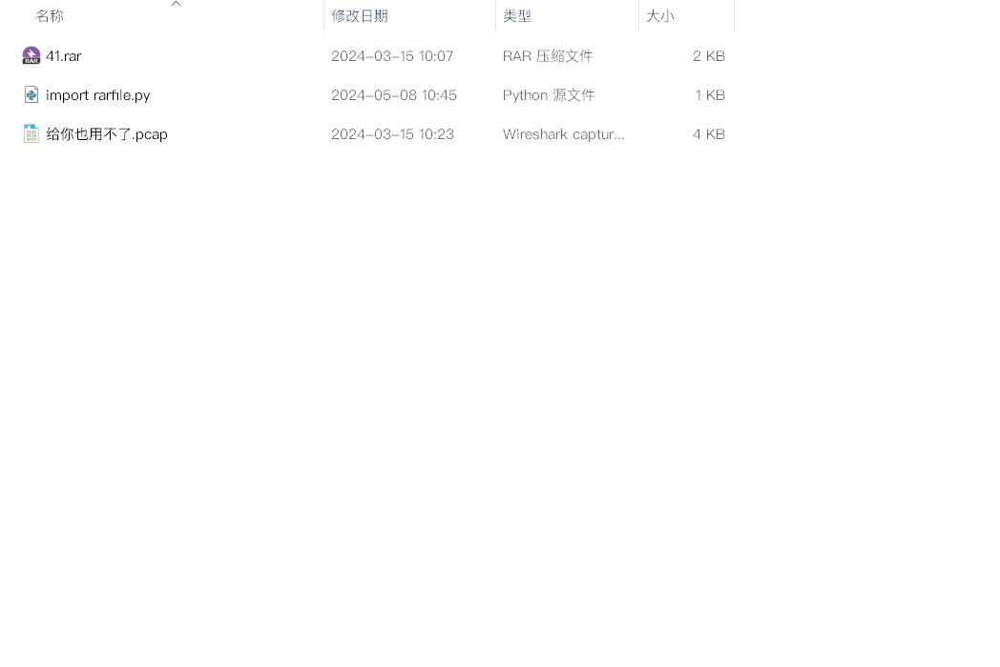 名称 修改日期 类型 大小
41.rar 2024-03-15 10:07 RAR 压缩文件 2 KB
import rarfile.py 2024-05-08 10:45 Python 源文件 1 KB
给你也用不了.pcap 2024-03-15 10:23 Wireshark captur... 4 KB